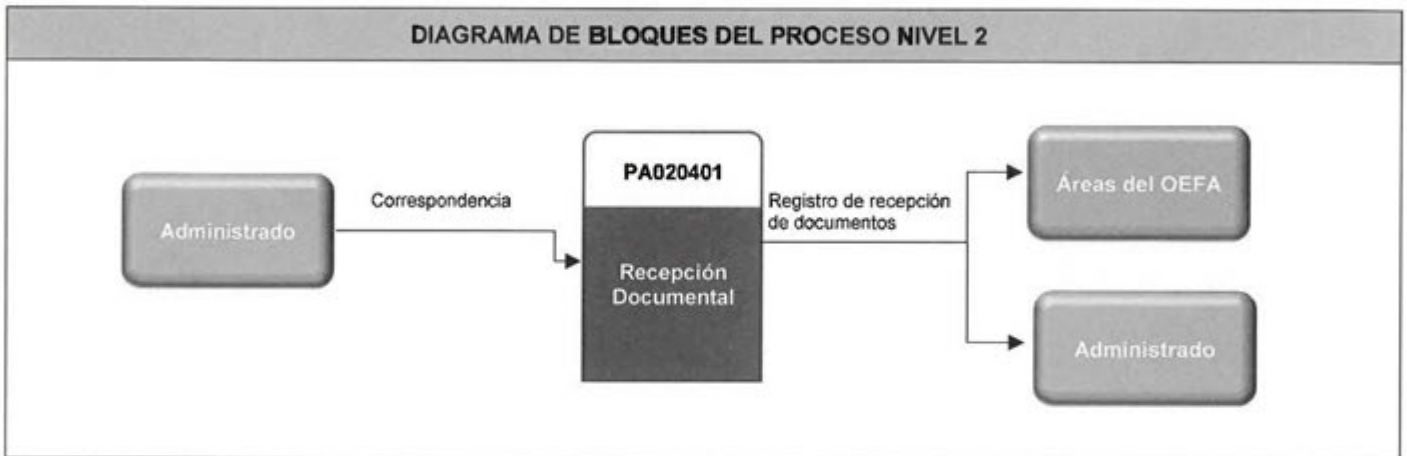 DIAGRAMA DE BLOQUES DEL PROCESO NIVEL 2
Administrado
Correspondencia
PA020401
Recepción
Documental
Registro de recepción
de documentos
Áreas del OEFA
Administrado